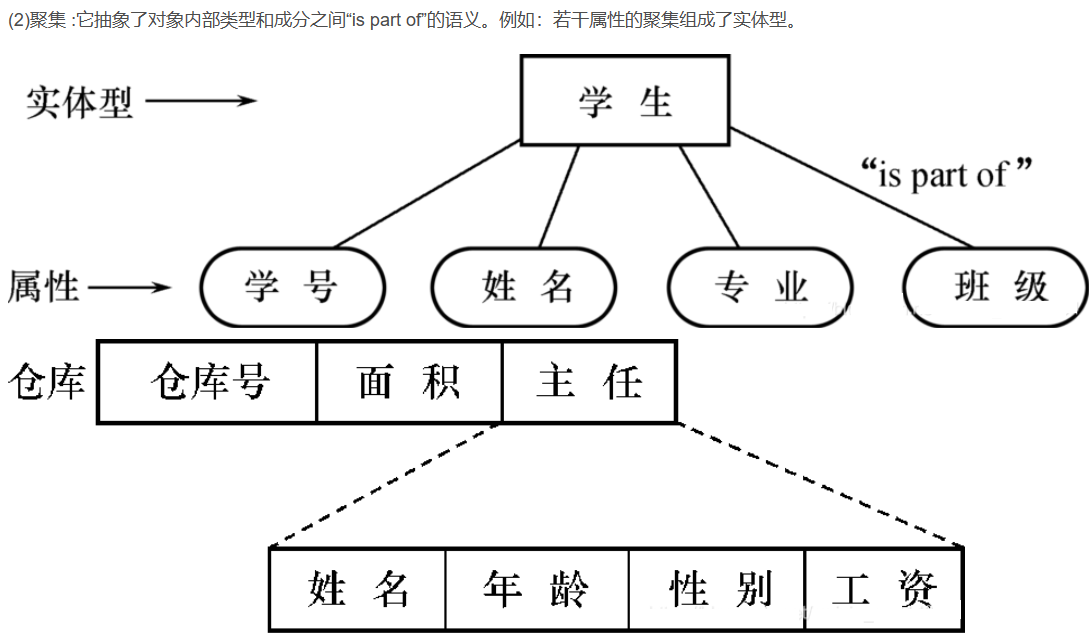 (2)聚集 :它抽象了对象内部类型和成分之间“is part of”的语义。例如：若干属性的聚集组成了实体型。
实体型 学 生
“is part of ”
属性 学 号 姓 名 专 业 班 级
仓库 仓库号 面 积 主 任
姓 名 年 龄 性 别 工 资